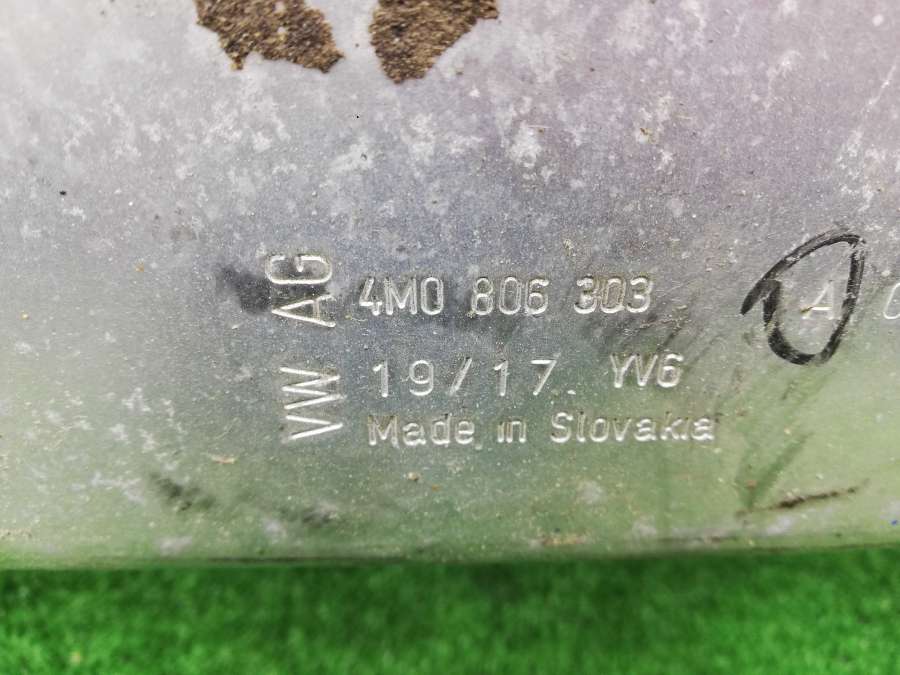 VW AG
4M0 806 303 A
19/17 YV6
Made in Slovakia